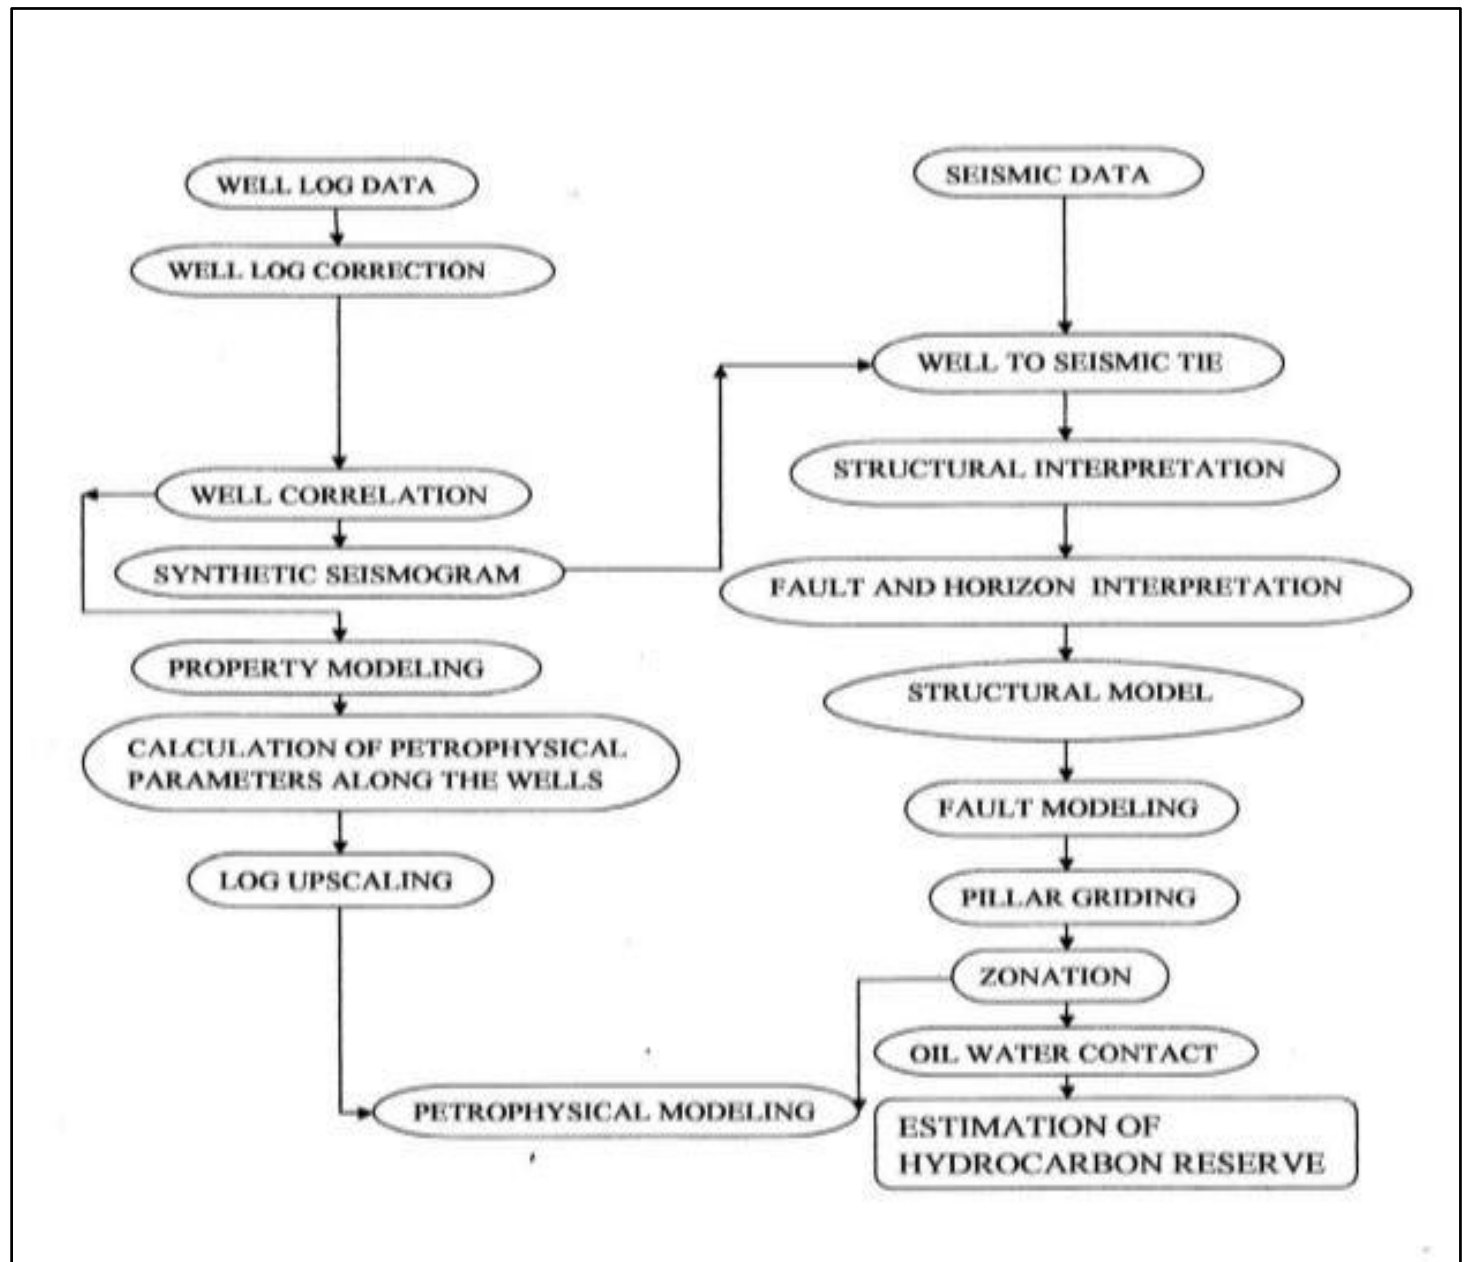 WELL LOG DATA
WELL LOG CORRECTION
WELL CORRELATION
SYNTHETIC SEISMOGRAM
PROPERTY MODELING
CALCULATION OF PETROPHYSICAL
PARAMETERS ALONG THE WELLS
LOG UPSCALING
PETROPHYSICAL MODELING
SEISMIC DATA
WELL TO SEISMIC TIE
STRUCTURAL INTERPRETATION
FAULT AND HORIZON INTERPRETATION
STRUCTURAL MODEL
FAULT MODELING
PILLAR GRIDING
ZONATION
OIL WATER CONTACT
ESTIMATION OF
HYDROCARBON RESERVE